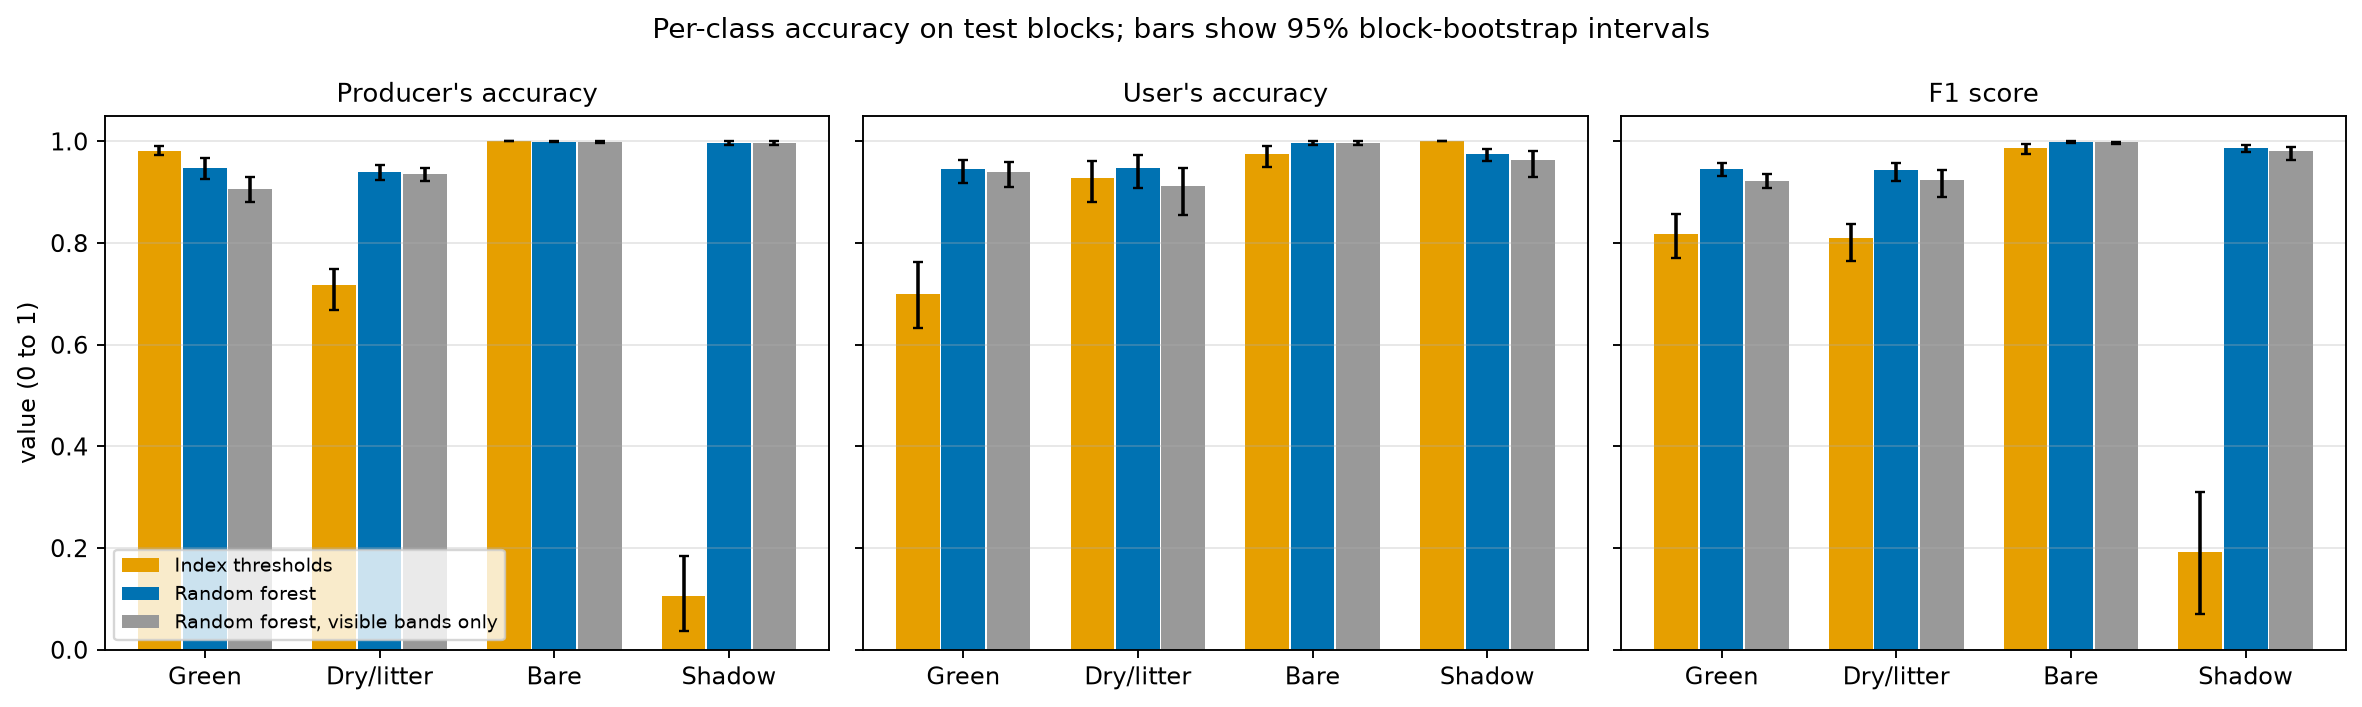 Per-class accuracy on test blocks; bars show 95% block-bootstrap intervals
Producer's accuracy
User's accuracy
F1 score
value (0 to 1)
1.0
0.8
0.6
0.4
0.2
0.0
Index thresholds
Random forest
Random forest, visible bands only
Green Dry/litter Bare Shadow
Green Dry/litter Bare Shadow
Green Dry/litter Bare Shadow